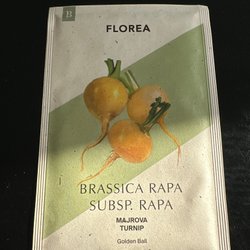 FLOREA
BRASSICA RAPA
SUBSP. RAPA
MAJROVA
TURNIP
Golden Ball